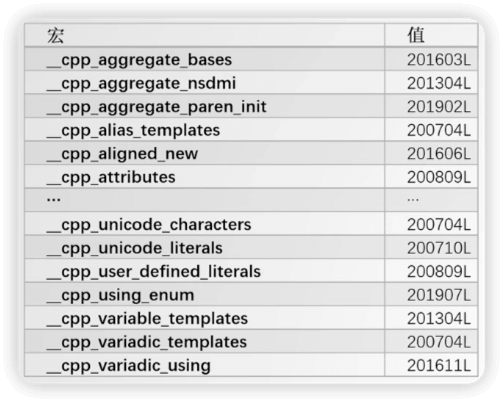 宏 值
__cpp_aggregate_bases 201603L
__cpp_aggregate_nsdmi 201304L
__cpp_aggregate_paren_init 201902L
__cpp_alias_templates 200704L
__cpp_aligned_new 201606L
__cpp_attributes 200809L
... ...
__cpp_unicode_characters 200704L
__cpp_unicode_literals 200710L
__cpp_user_defined_literals 200809L
__cpp_using_enum 201907L
__cpp_variable_templates 201304L
__cpp_variadic_templates 200704L
__cpp_variadic_using 201611L